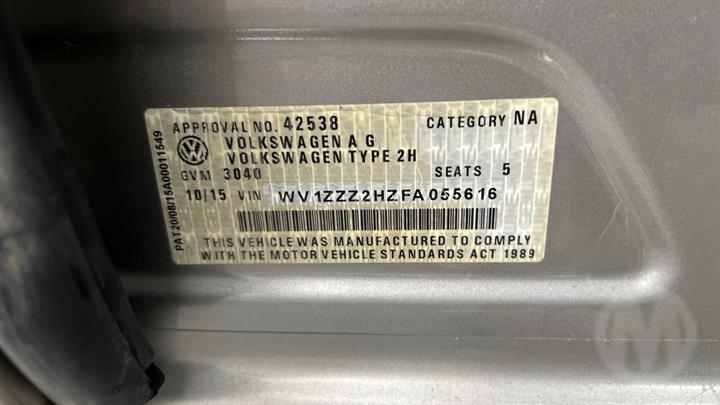 APPROVAL NO. 42538 CATEGORY NA
VOLKSWAGEN A G
VOLKSWAGEN TYPE 2H
GVM 3040 SEATS 5
10/15 VIN WV1ZZZ2HZFA055616
THIS VEHICLE WAS MANUFACTURED TO COMPLY
WITH THE MOTOR VEHICLE STANDARDS ACT 1989
PAT20/08/15A00011549
M